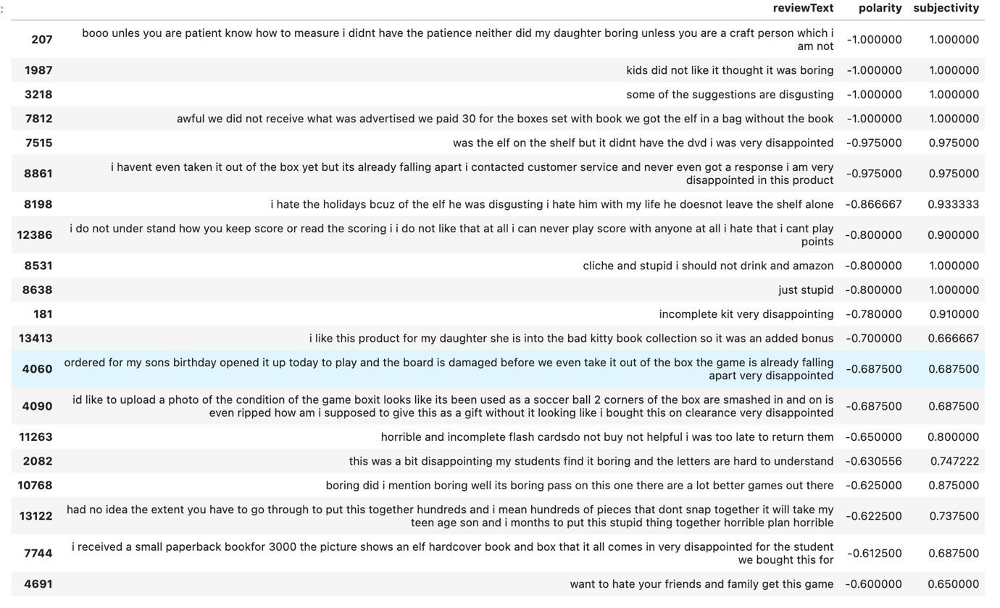 :
reviewText polarity subjectivity
207 booo unles you are patient know how to measure i didnt have the patience neither did my daughter boring unless you are a craft person which i
am not -1.000000 1.000000
1987 kids did not like it thought it was boring -1.000000 1.000000
3218 some of the suggestions are disgusting -1.000000 1.000000
7812 awful we did not receive what was advertised we paid 30 for the boxes set with book we got the elf in a bag without the book -1.000000 1.000000
7515 was the elf on the shelf but it didnt have the dvd i was very disappointed -0.975000 0.975000
8861 i havent even taken it out of the box yet but its already falling apart i contacted customer service and never even got a response i am very
disappointed in this product -0.975000 0.975000
8198 i hate the holidays bcuz of the elf he was disgusting i hate him with my life he doesnot leave the shelf alone -0.866667 0.933333
12386 i do not under stand how you keep score or read the scoring i i do not like that at all i can never play score with anyone at all i hate that i cant play
points -0.800000 0.900000
8531 cliche and stupid i should not drink and amazon -0.800000 1.000000
8638 just stupid -0.800000 1.000000
181 incomplete kit very disappointing -0.780000 0.910000
13413 i like this product for my daughter she is into the bad kitty book collection so it was an added bonus -0.700000 0.666667
4060 ordered for my sons birthday opened it up today to play and the board is damaged before we even take it out of the box the game is already falling
apart very disappointed -0.687500 0.687500
4090 id like to upload a photo of the condition of the game boxit looks like its been used as a soccer ball 2 corners of the box are smashed in and on is
even ripped how am i supposed to give this as a gift without it looking like i bought this on clearance very disappointed -0.687500 0.687500
11263 horrible and incomplete flash cardsdo not buy not helpful i was too late to return them -0.650000 0.800000
2082 this was a bit disappointing my students find it boring and the letters are hard to understand -0.630556 0.747222
10768 boring did i mention boring well its boring pass on this one there are a lot better games out there -0.625000 0.875000
13122 had no idea the extent you have to go through to put this together hundreds and i mean hundreds of pieces that dont snap together it will take my
teen age son and i months to put this stupid thing together horrible plan horrible -0.622500 0.737500
7744 i received a small paperback bookfor 3000 the picture shows an elf hardcover book and box that it all comes in very disappointed for the student
we bought this for -0.612500 0.687500
4691 want to hate your friends and family get this game -0.600000 0.650000